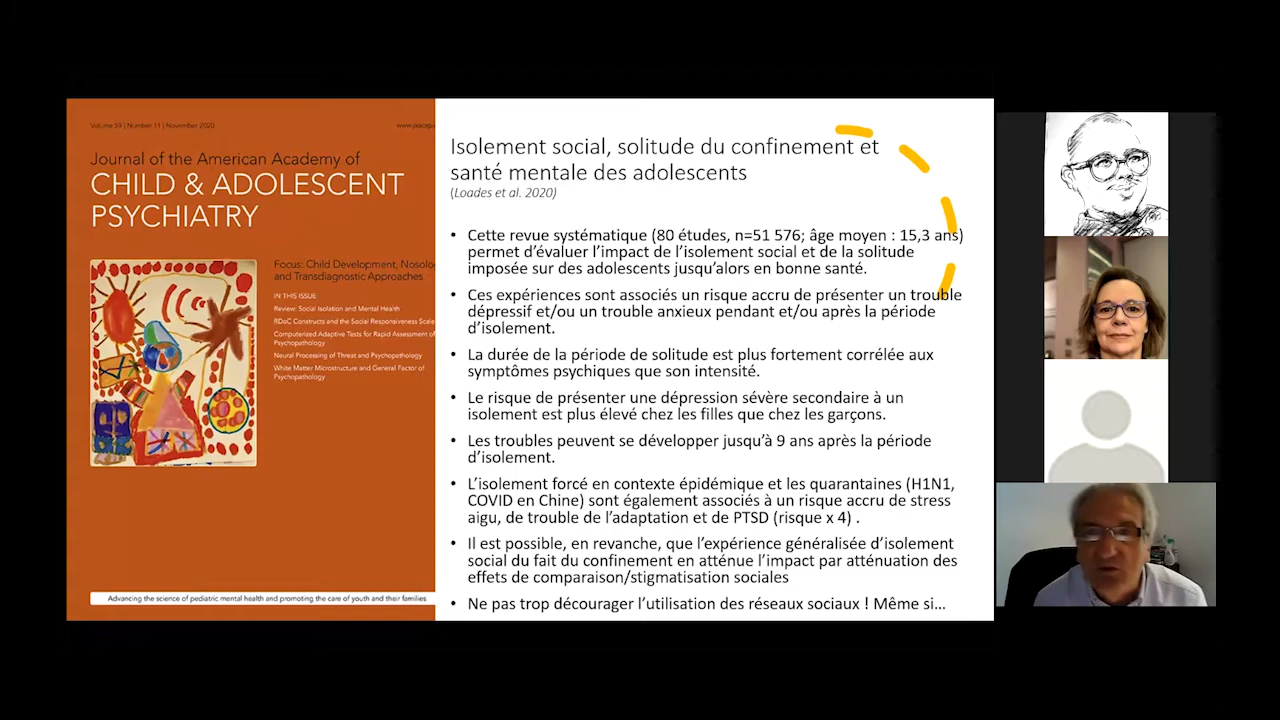 Volume 59 | Number 11 | November 2020
www.jaacap.
Journal of the American Academy of
CHILD & ADOLESCENT
PSYCHIATRY
Focus: Child Development, Nosolo
and Transdiagnostic Approaches
IN THIS ISSUE
Review: Social Isolation and Mental Health
RDoC Constructs and the Social Responsiveness Scale
Computerized Adaptive Tests for Rapid Assessment of
Psychopathology
Neural Processing of Threat and Psychopathology
White Matter Microstructure and General Factor of
Psychopathology
Advancing the science of pediatric mental health and promoting the care of youth and their families.
Isolement social, solitude du confinement et
santé mentale des adolescents
(Loades et al. 2020)
• Cette revue systématique (80 études, n=51 576; âge moyen : 15,3 ans)
permet d’évaluer l’impact de l’isolement social et de la solitude
imposée sur des adolescents jusqu’alors en bonne santé.
• Ces expériences sont associés un risque accru de présenter un trouble
dépressif et/ou un trouble anxieux pendant et/ou après la période
d’isolement.
• La durée de la période de solitude est plus fortement corrélée aux
symptômes psychiques que son intensité.
• Le risque de présenter une dépression sévère secondaire à un
isolement est plus élevé chez les filles que chez les garçons.
• Les troubles peuvent se développer jusqu’à 9 ans après la période
d’isolement.
• L’isolement forcé en contexte épidémique et les quarantaines (H1N1,
COVID en Chine) sont également associés à un risque accru de stress
aigu, de trouble de l’adaptation et de PTSD (risque x 4) .
• Il est possible, en revanche, que l’expérience généralisée d’isolement
social du fait du confinement en atténue l’impact par atténuation des
effets de comparaison/stigmatisation sociales
• Ne pas trop décourager l’utilisation des réseaux sociaux ! Même si…